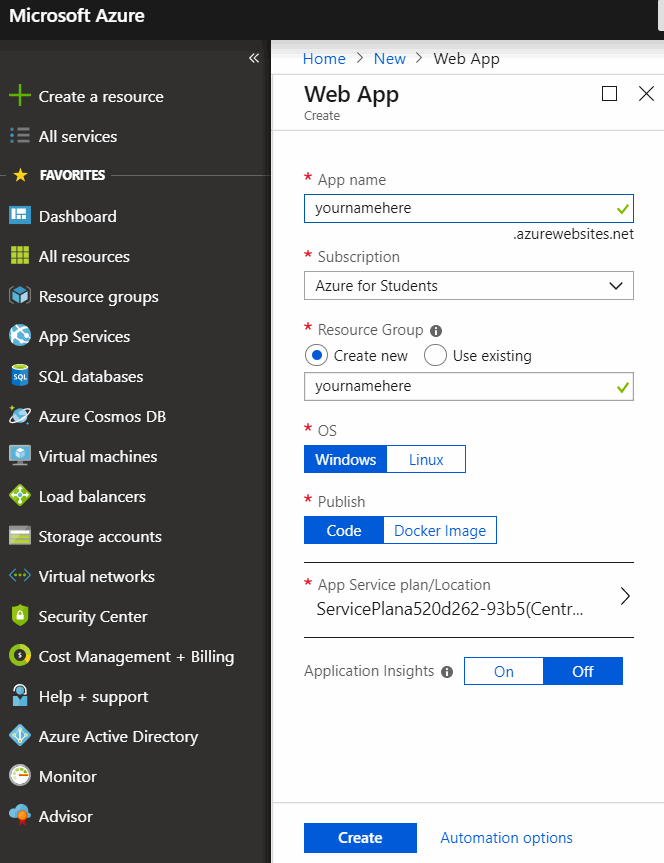 Microsoft Azure
«
Create a resource
All services
FAVORITES
Dashboard
All resources
Resource groups
App Services
SQL databases
Azure Cosmos DB
Virtual machines
Load balancers
Storage accounts
Virtual networks
Security Center
Cost Management + Billing
Help + support
Azure Active Directory
Monitor
Advisor
Home > New > Web App
Web App
Create
* App name
yournamehere
.azurewebsites.net
* Subscription
Azure for Students
* Resource Group
Create new Use existing
yournamehere
* OS
Windows Linux
* Publish
Code Docker Image
* App Service plan/Location
ServicePlana520d262-93b5(Centr...
Application Insights On Off
Create Automation options